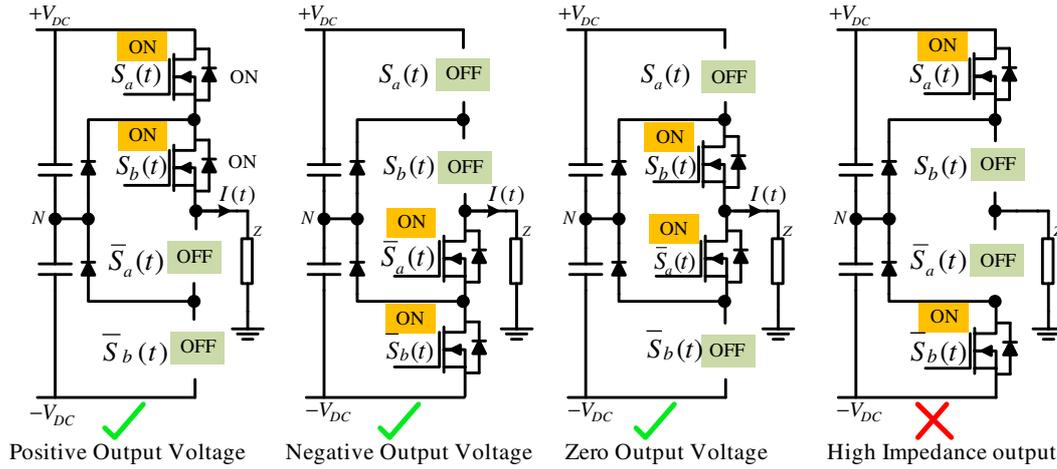 +V_DC
ON
S_a(t)
ON
ON
S_b(t)
ON
I(t)
N
Z
S̅_a(t)
OFF
S̅_b(t)
OFF
−V_DC
Positive Output Voltage
+V_DC
S_a(t)
OFF
S_b(t)
OFF
I(t)
N
ON
Z
S̅_a(t)
ON
S̅_b(t)
−V_DC
Negative Output Voltage
+V_DC
S_a(t)
OFF
ON
S_b(t)
I(t)
N
ON
Z
S̅_a(t)
S̅_b(t)
OFF
−V_DC
Zero Output Voltage
+V_DC
ON
S_a(t)
S_b(t)
OFF
N
Z
S̅_a(t)
OFF
ON
S̅_b(t)
−V_DC
High Impedance output